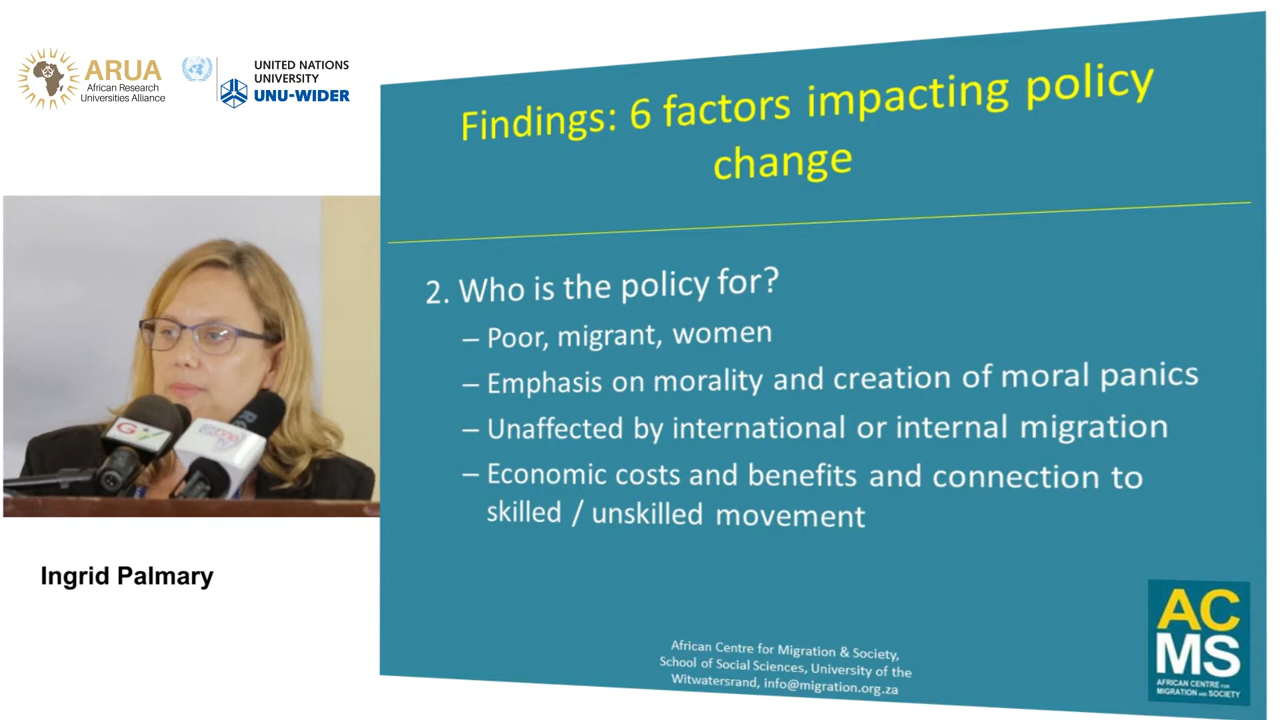 ARUA
African Research
Universities Alliance
UNITED NATIONS
UNIVERSITY
UNU-WIDER
Findings: 6 factors impacting policy
change
2. Who is the policy for?
– Poor, migrant, women
– Emphasis on morality and creation of moral panics
– Unaffected by international or internal migration
– Economic costs and benefits and connection to
skilled / unskilled movement
Ingrid Palmary
African Centre for Migration & Society,
School of Social Sciences, University of the
Witwatersrand, info@migration.org.za
AC
MS
AFRICAN CENTRE FOR
MIGRATION AND SOCIETY